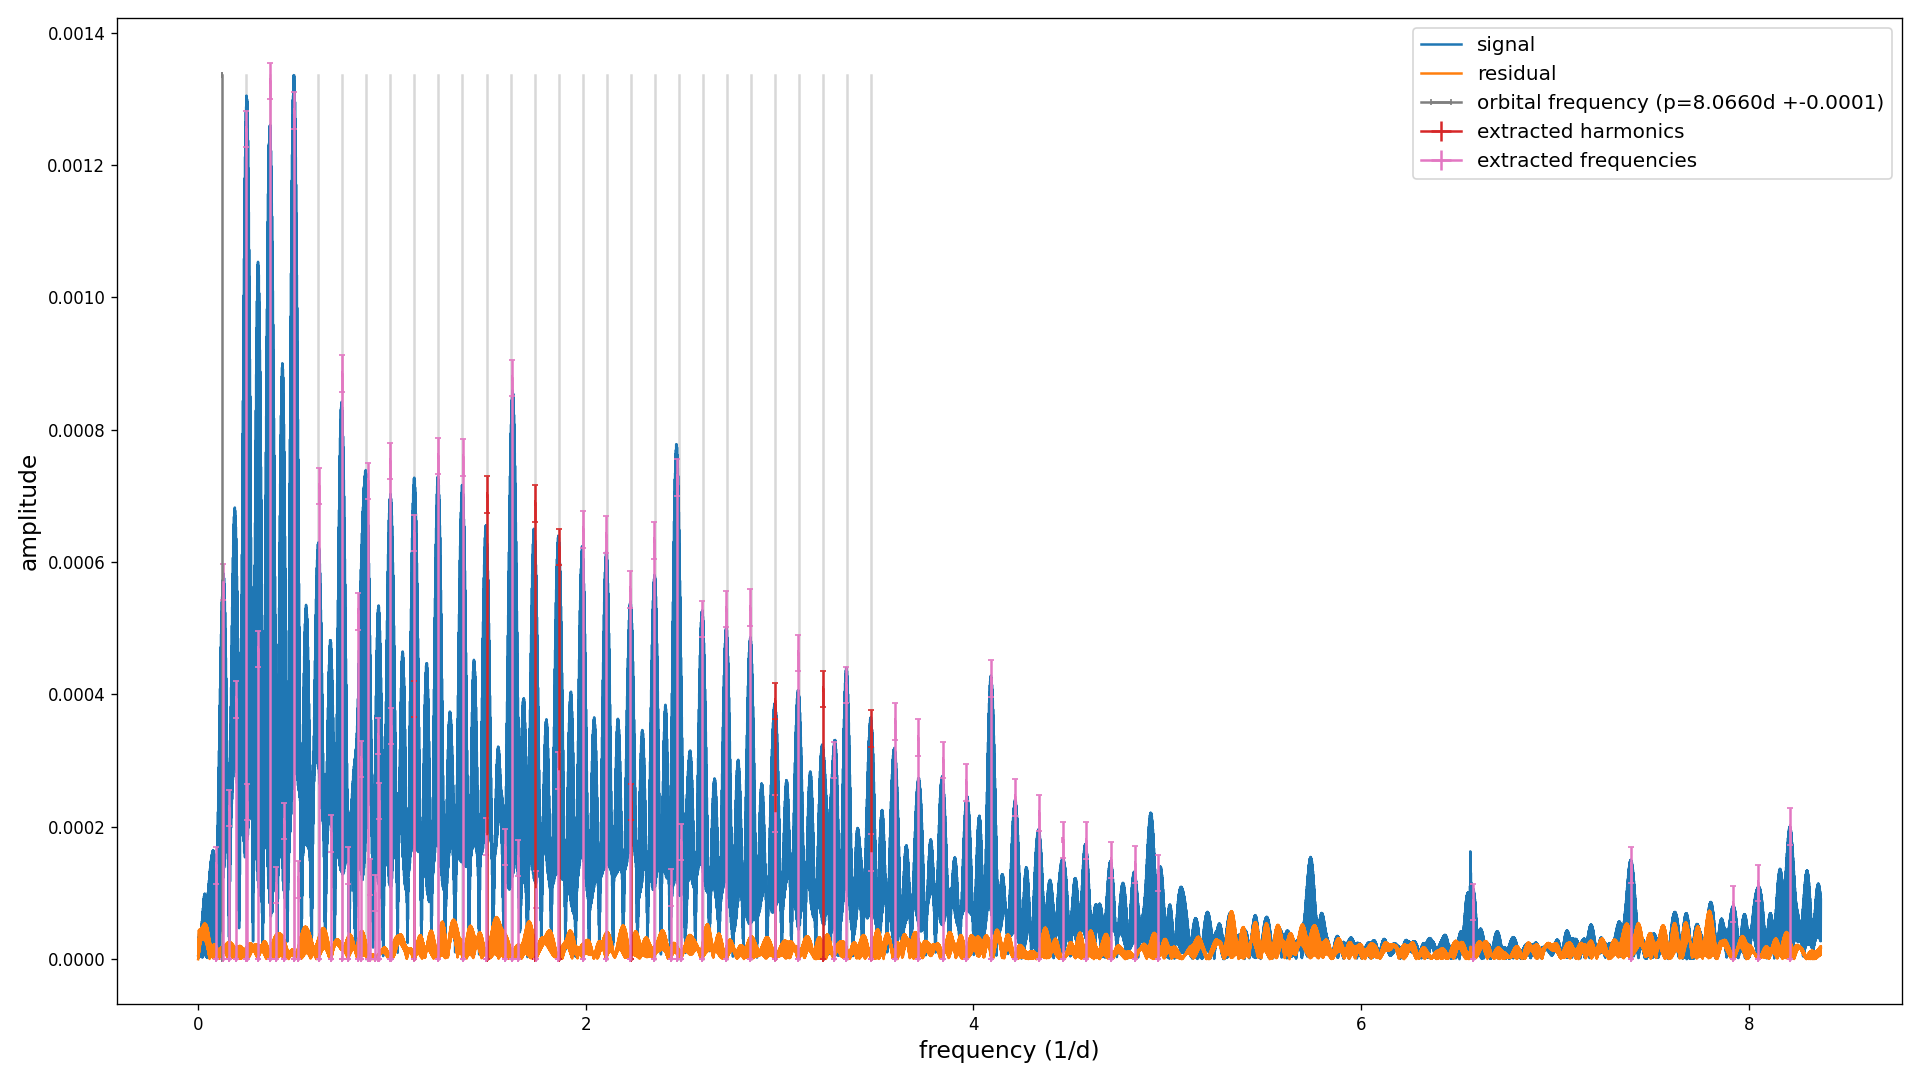 signal
residual
orbital frequency (p=8.0660d +-0.0001)
extracted harmonics
extracted frequencies
0.0014
0.0012
0.0010
0.0008
0.0006
0.0004
0.0002
0.0000
amplitude
0 2 4 6 8
frequency (1/d)